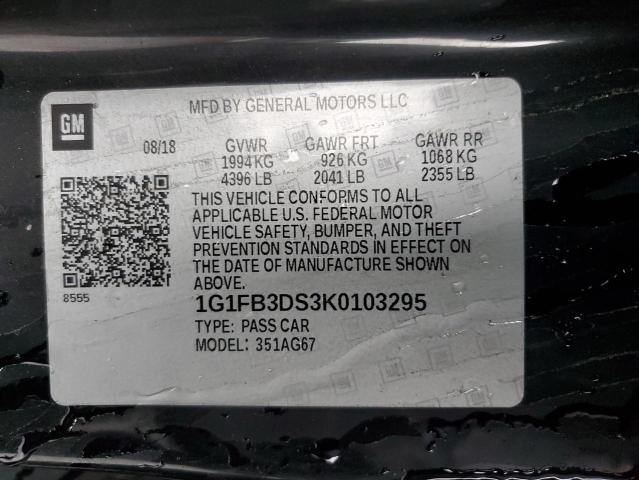 MFD BY GENERAL MOTORS LLC
GM
08/18 GVWR GAWR FRT GAWR RR
1994 KG 926 KG 1068 KG
4396 LB 2041 LB 2355 LB
THIS VEHICLE CONFORMS TO ALL
APPLICABLE U.S. FEDERAL MOTOR
VEHICLE SAFETY, BUMPER, AND THEFT
PREVENTION STANDARDS IN EFFECT ON
THE DATE OF MANUFACTURE SHOWN
ABOVE.
8555
1G1FB3DS3K0103295
TYPE: PASS CAR
MODEL: 351AG67